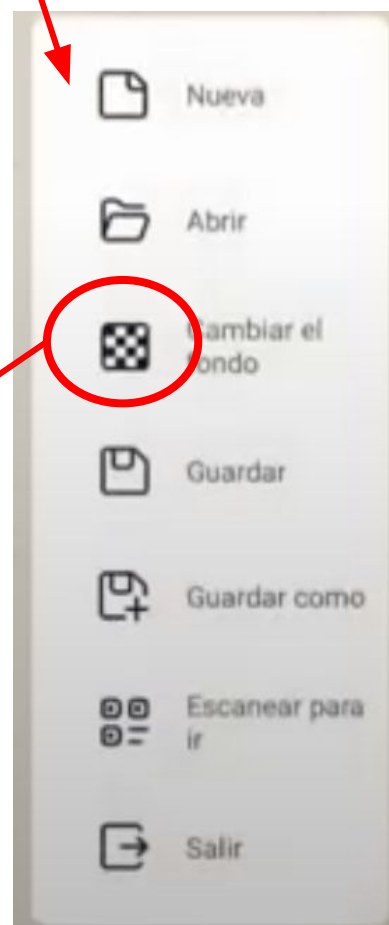 Nueva
Abrir
Cambiar el
fondo
Guardar
Guardar como
Escanear para
ir
Salir